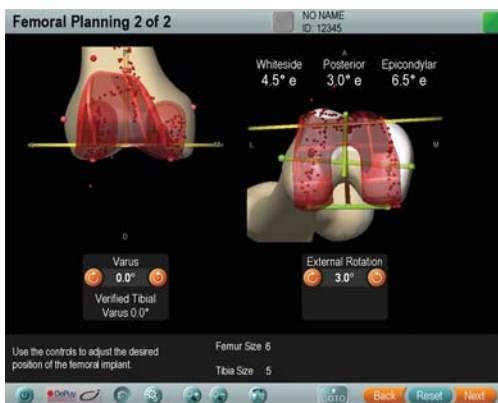 Femoral Planning 2 of 2
NO NAME
ID: 12345
Whiteside Posterior Epicondylar
4.5° e 3.0° e 6.5° e
A
L
M
M
D
Varus
0.0°
Verified Tibial
Varus 0.0°
External Rotation
3.0°
Use the controls to adjust the desired
position of the femoral implant.
Femur Size 6
Tibia Size 5
DePuy
GOTO
Back
Reset
Next